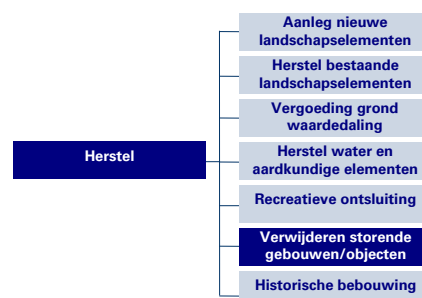 Aanleg nieuwe
landschapselementen
Herstel bestaande
landschapselementen
Vergoeding grond
waardedaling
Herstel
Herstel water en
aardkundige elementen
Recreatieve ontsluiting
Verwijderen storende
gebouwen/objecten
Historische bebouwing